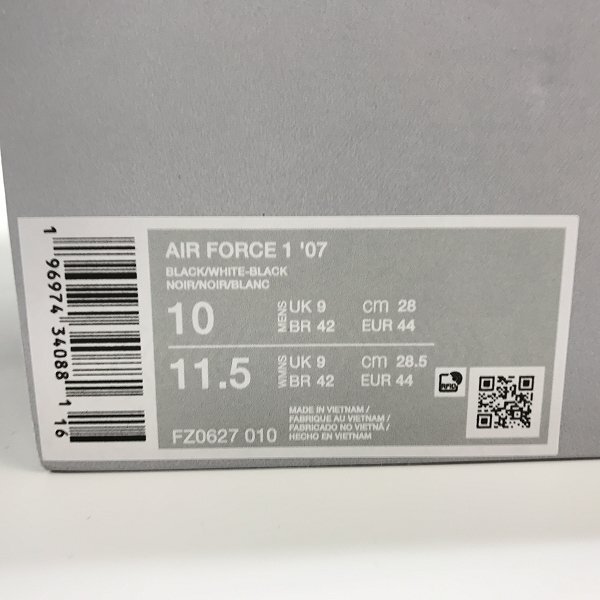 AIR FORCE 1 '07
BLACK/WHITE-BLACK
NOIR/NOIR/BLANC
10 MENS UK 9 CM 28
BR 42 EUR 44
11.5 WMNS UK 9 CM 28.5
BR 42 EUR 44
FZ0627 010
MADE IN VIETNAM /
FABRIQUE AU VIETNAM /
FABRICADO NO VIETNÃ /
HECHO EN VIETNAM
RFID
1 96974 34088 1 16